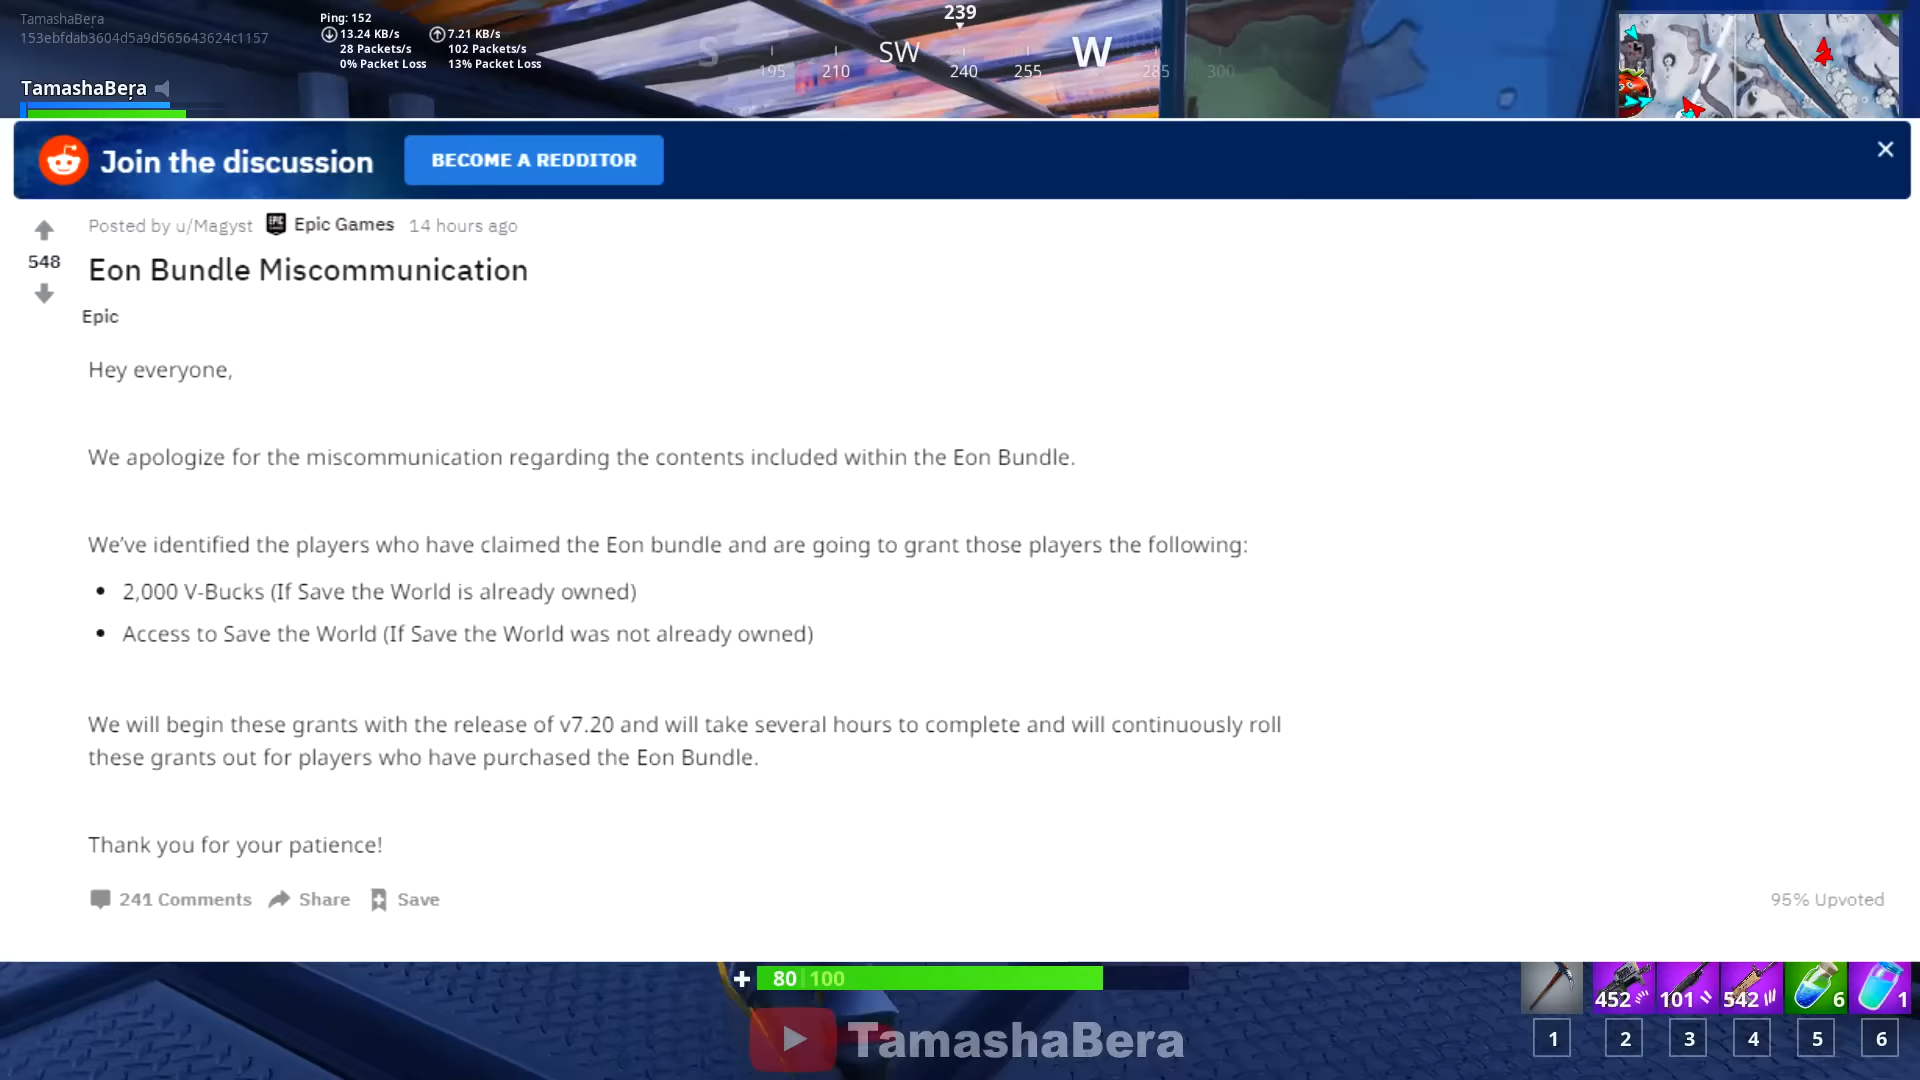 TamashaBera
153ebfdab3604d5a9d565643624c1157
Ping: 152
13.24 KB/s 7.21 KB/s
28 Packets/s 102 Packets/s
0% Packet Loss 13% Packet Loss
239
S SW W
195 210 240 255 285 300
TamashaBera
Join the discussion BECOME A REDDITOR
Posted by u/Magyst EPIC GAMES Epic Games 14 hours ago
548
Eon Bundle Miscommunication
Epic
Hey everyone,
We apologize for the miscommunication regarding the contents included within the Eon Bundle.
We’ve identified the players who have claimed the Eon bundle and are going to grant those players the following:
• 2,000 V-Bucks (If Save the World is already owned)
• Access to Save the World (If Save the World was not already owned)
We will begin these grants with the release of v7.20 and will take several hours to complete and will continuously roll
these grants out for players who have purchased the Eon Bundle.
Thank you for your patience!
241 Comments Share Save 95% Upvoted
80 | 100
452 101 542 6 1
TamashaBera
1 2 3 4 5 6